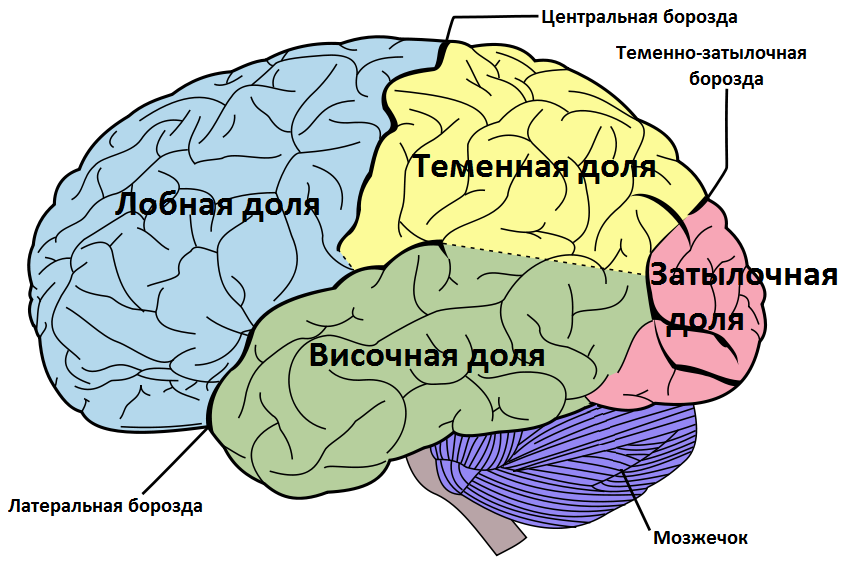 Центральная борозда
Теменно-затылочная
борозда
Теменная доля
Лобная доля
Затылочная
доля
Височная доля
Латеральная борозда
Мозжечок